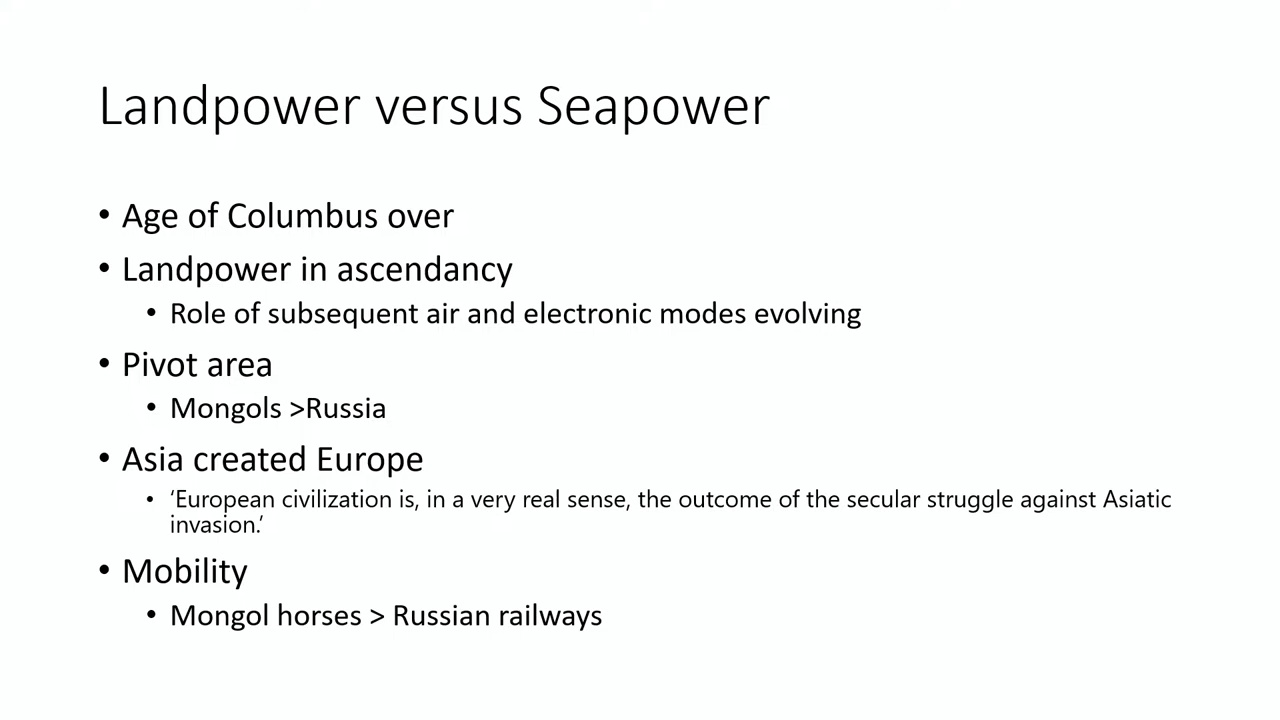 Landpower versus Seapower
• Age of Columbus over
• Landpower in ascendancy
• Role of subsequent air and electronic modes evolving
• Pivot area
• Mongols >Russia
• Asia created Europe
• ‘European civilization is, in a very real sense, the outcome of the secular struggle against Asiatic
invasion.’
• Mobility
• Mongol horses > Russian railways